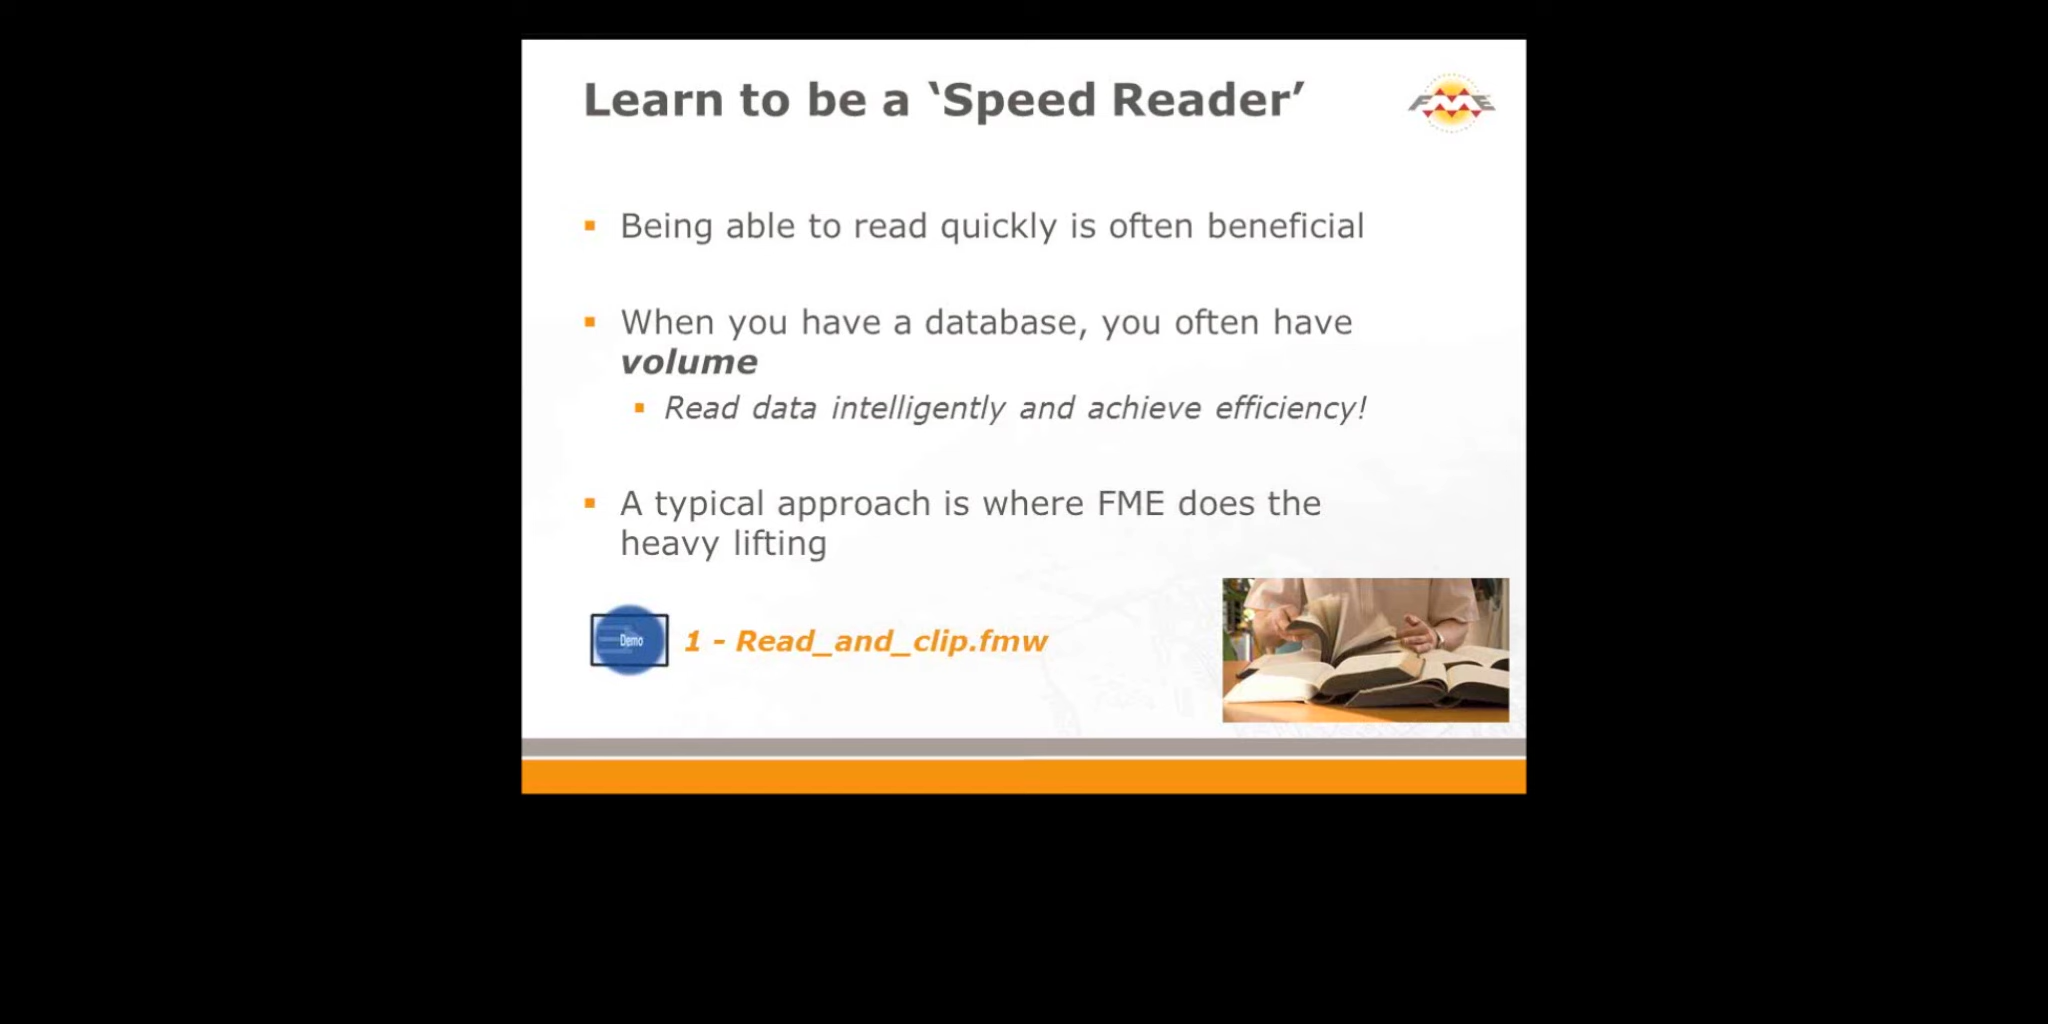 Learn to be a ‘Speed Reader’
FME
Being able to read quickly is often beneficial
When you have a database, you often have
volume
Read data intelligently and achieve efficiency!
A typical approach is where FME does the
heavy lifting
Demo
1 - Read_and_clip.fmw